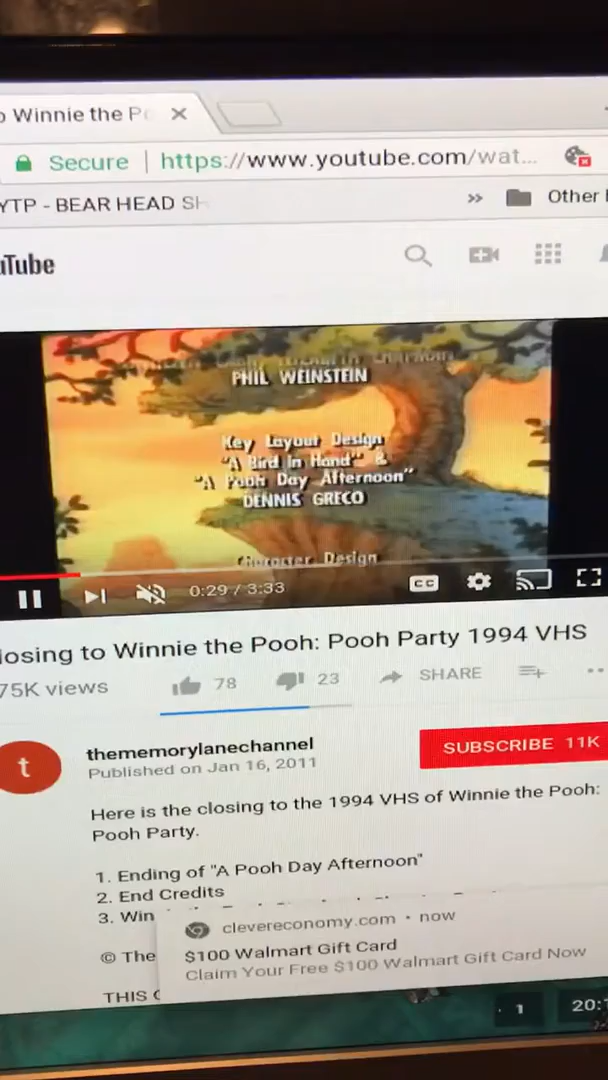 o Winnie the Po
Secure | https://www.youtube.com/wat...
YTP - BEAR HEAD SH
» Other
uTube
PHIL WEINSTEIN
Key Layout Design
"A Bird in Hand" &
"A Pooh Day Afternoon"
DENNIS GRECO
Character Design
CC
0:29 / 3:33
losing to Winnie the Pooh: Pooh Party 1994 VHS
75K views
78
23
SHARE
t
thememorylanechannel
Published on Jan 16, 2011
SUBSCRIBE 11K
Here is the closing to the 1994 VHS of Winnie the Pooh:
Pooh Party.
1. Ending of "A Pooh Day Afternoon"
2. End Credits
3. Win
clevereconomy.com • now
$100 Walmart Gift Card
Claim Your Free $100 Walmart Gift Card Now
© The
THIS
1
20: